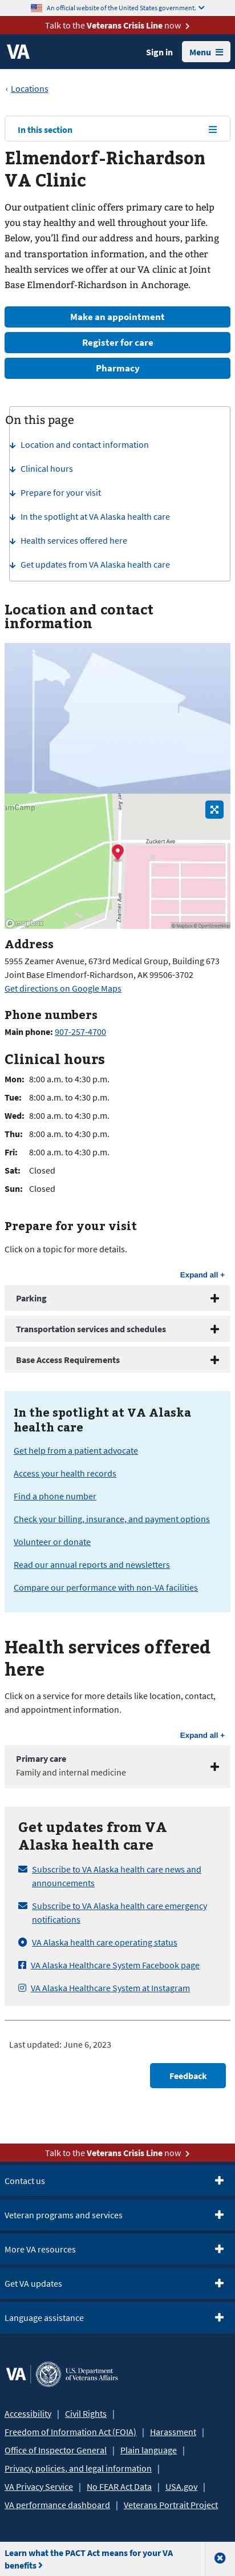 An official website of the United States government.
Talk to the Veterans Crisis Line now
VA
Sign in
Menu
Locations
In this section
Elmendorf-Richardson
VA Clinic
Our outpatient clinic offers primary care to help
you stay healthy and well throughout your life.
Below, you'll find our address and hours, parking
and transportation information, and the other
health services we offer at our VA clinic at Joint
Base Elmendorf-Richardson in Anchorage.
Make an appointment
Register for care
Pharmacy
On this page
Location and contact information
Clinical hours
Prepare for your visit
In the spotlight at VA Alaska health care
Health services offered here
Get updates from VA Alaska health care
Location and contact
information
Zuckert Ave
Zeamer Ave
mapbox
© Mapbox © OpenStreetMap
Address
5955 Zeamer Avenue, 673rd Medical Group, Building 673
Joint Base Elmendorf-Richardson, AK 99506-3702
Get directions on Google Maps
Phone numbers
Main phone: 907-257-4700
Clinical hours
Mon: 8:00 a.m. to 4:30 p.m.
Tue: 8:00 a.m. to 4:30 p.m.
Wed: 8:00 a.m. to 4:30 p.m.
Thu: 8:00 a.m. to 4:30 p.m.
Fri: 8:00 a.m. to 4:30 p.m.
Sat: Closed
Sun: Closed
Prepare for your visit
Click on a topic for more details.
Expand all +
Parking
Transportation services and schedules
Base Access Requirements
In the spotlight at VA Alaska
health care
Get help from a patient advocate
Access your health records
Find a phone number
Check your billing, insurance, and payment options
Volunteer or donate
Read our annual reports and newsletters
Compare our performance with non-VA facilities
Health services offered
here
Click on a service for more details like location, contact,
and appointment information.
Expand all +
Primary care
Family and internal medicine
Get updates from VA
Alaska health care
Subscribe to VA Alaska health care news and
announcements
Subscribe to VA Alaska health care emergency
notifications
VA Alaska health care operating status
VA Alaska Healthcare System Facebook page
VA Alaska Healthcare System at Instagram
Last updated: June 6, 2023
Feedback
Talk to the Veterans Crisis Line now
Contact us
Veteran programs and services
More VA resources
Get VA updates
Language assistance
VA
U.S. Department
of Veterans Affairs
Accessibility | Civil Rights |
Freedom of Information Act (FOIA) | Harassment |
Office of Inspector General | Plain language |
Privacy, policies, and legal information |
VA Privacy Service | No FEAR Act Data | USA.gov |
VA performance dashboard | Veterans Portrait Project
Learn what the PACT Act means for your VA
benefits